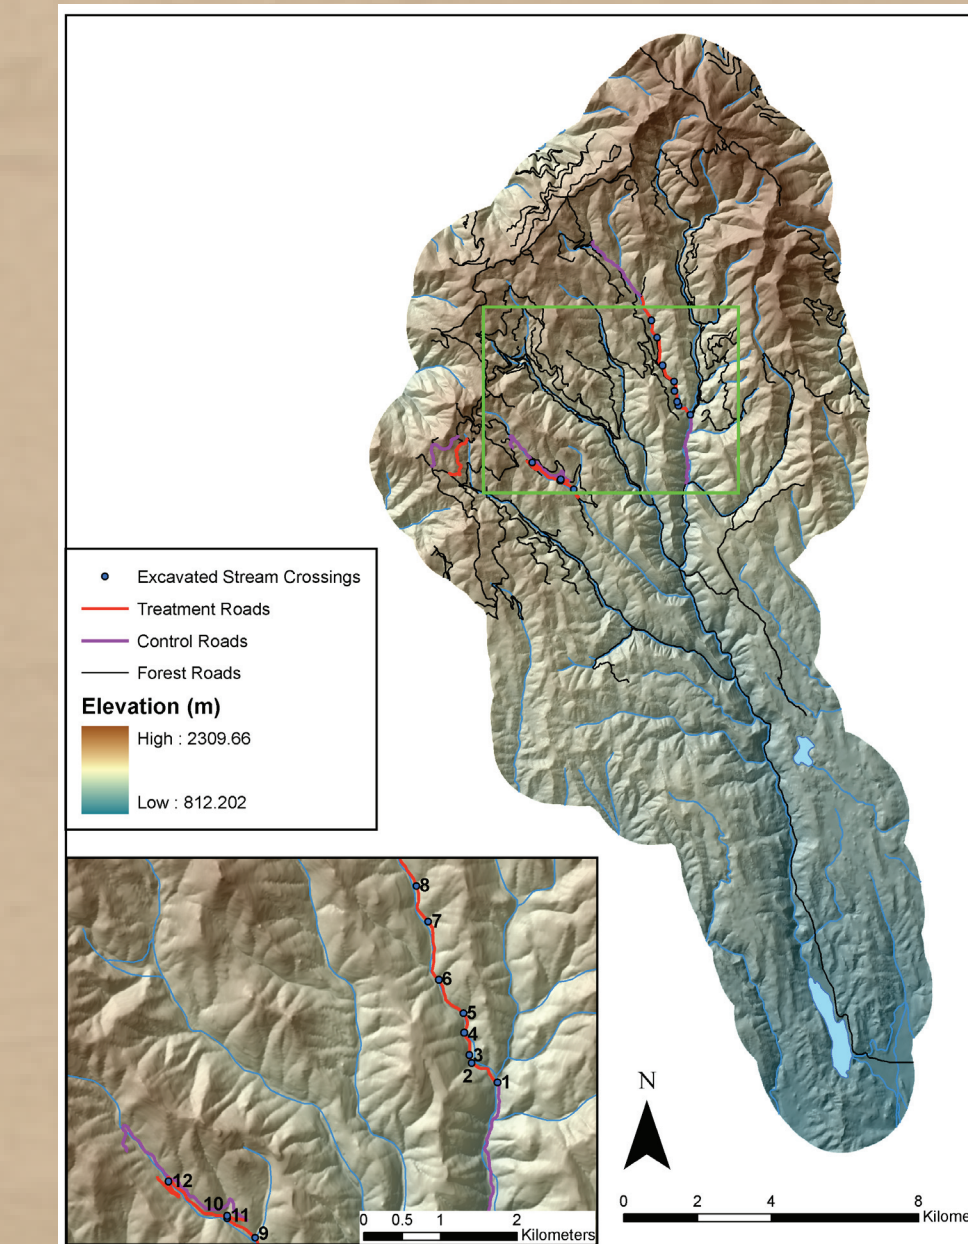 Excavated Stream Crossings
Treatment Roads
Control Roads
Forest Roads
Elevation (m)
High : 2309.66
Low : 812.202
8
7
6
5
4
3
2
1
12
10
11
9
0 0.5 1 2
Kilometers
N
0 2 4 8
Kilome